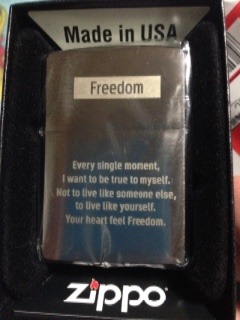 Made in USA
Freedom
Every single moment,
I want to be true to myself.
Not to live like someone else,
to live like yourself.
Your heart feel Freedom.
zippo